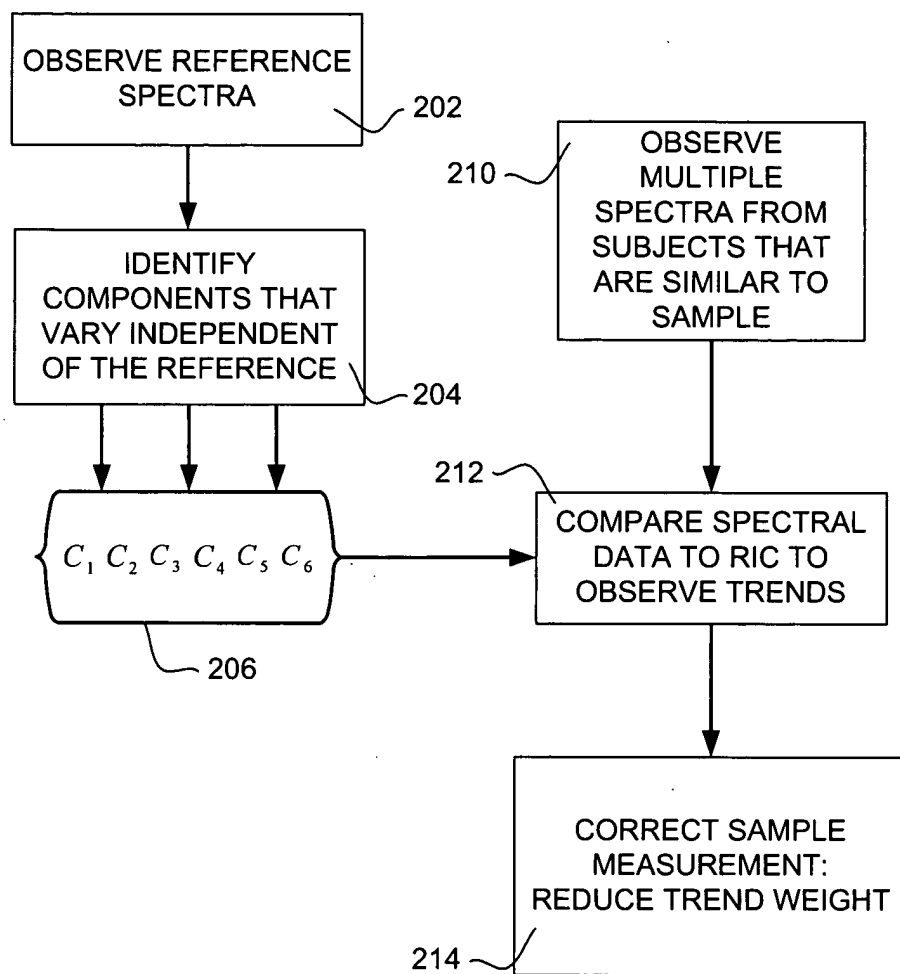 OBSERVE REFERENCE
SPECTRA
202
IDENTIFY
COMPONENTS THAT
VARY INDEPENDENT
OF THE REFERENCE
204
C₁ C₂ C₃ C₄ C₅ C₆
206
210
OBSERVE
MULTIPLE
SPECTRA FROM
SUBJECTS THAT
ARE SIMILAR TO
SAMPLE
212
COMPARE SPECTRAL
DATA TO RIC TO
OBSERVE TRENDS
CORRECT SAMPLE
MEASUREMENT:
REDUCE TREND WEIGHT
214